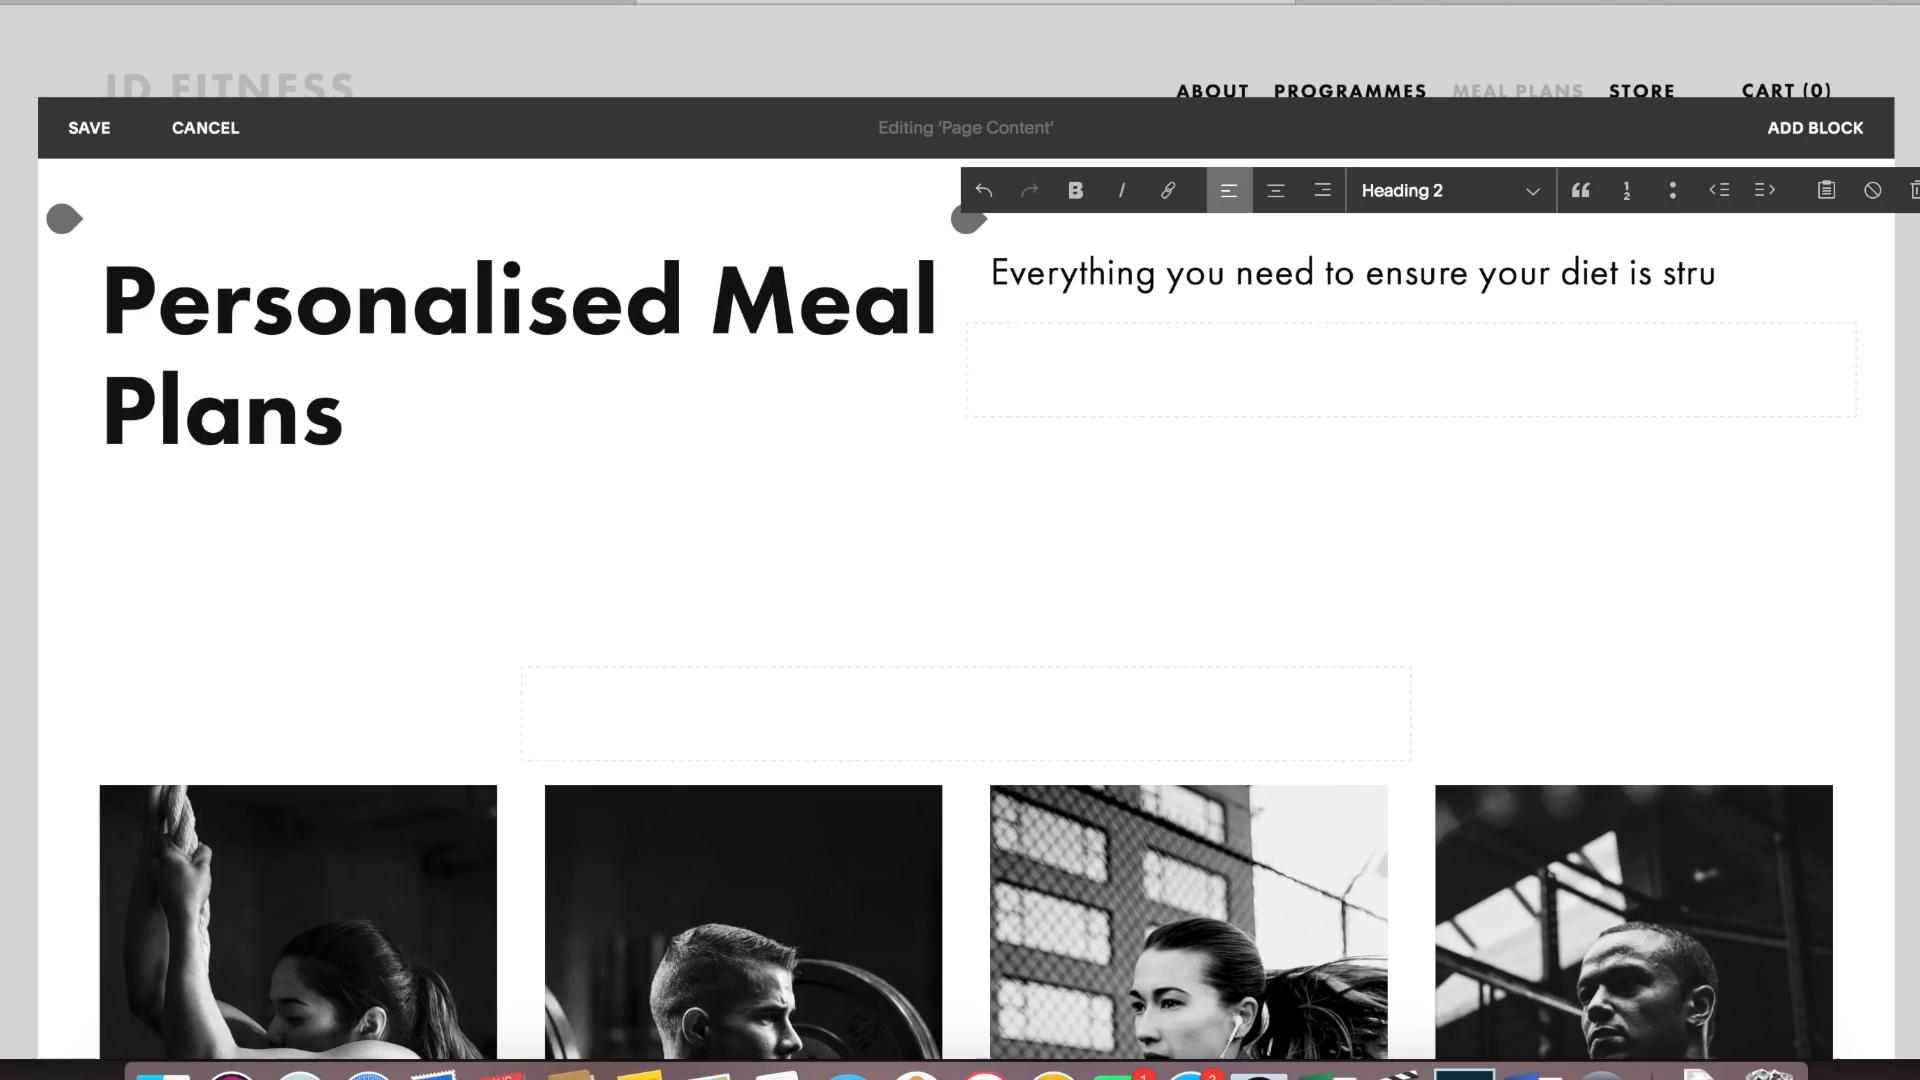 JD FITNESS
ABOUT PROGRAMMES MEAL PLANS STORE CART (0)
SAVE CANCEL Editing ‘Page Content’ ADD BLOCK
B I Heading 2
Personalised Meal
Plans
Everything you need to ensure your diet is stru